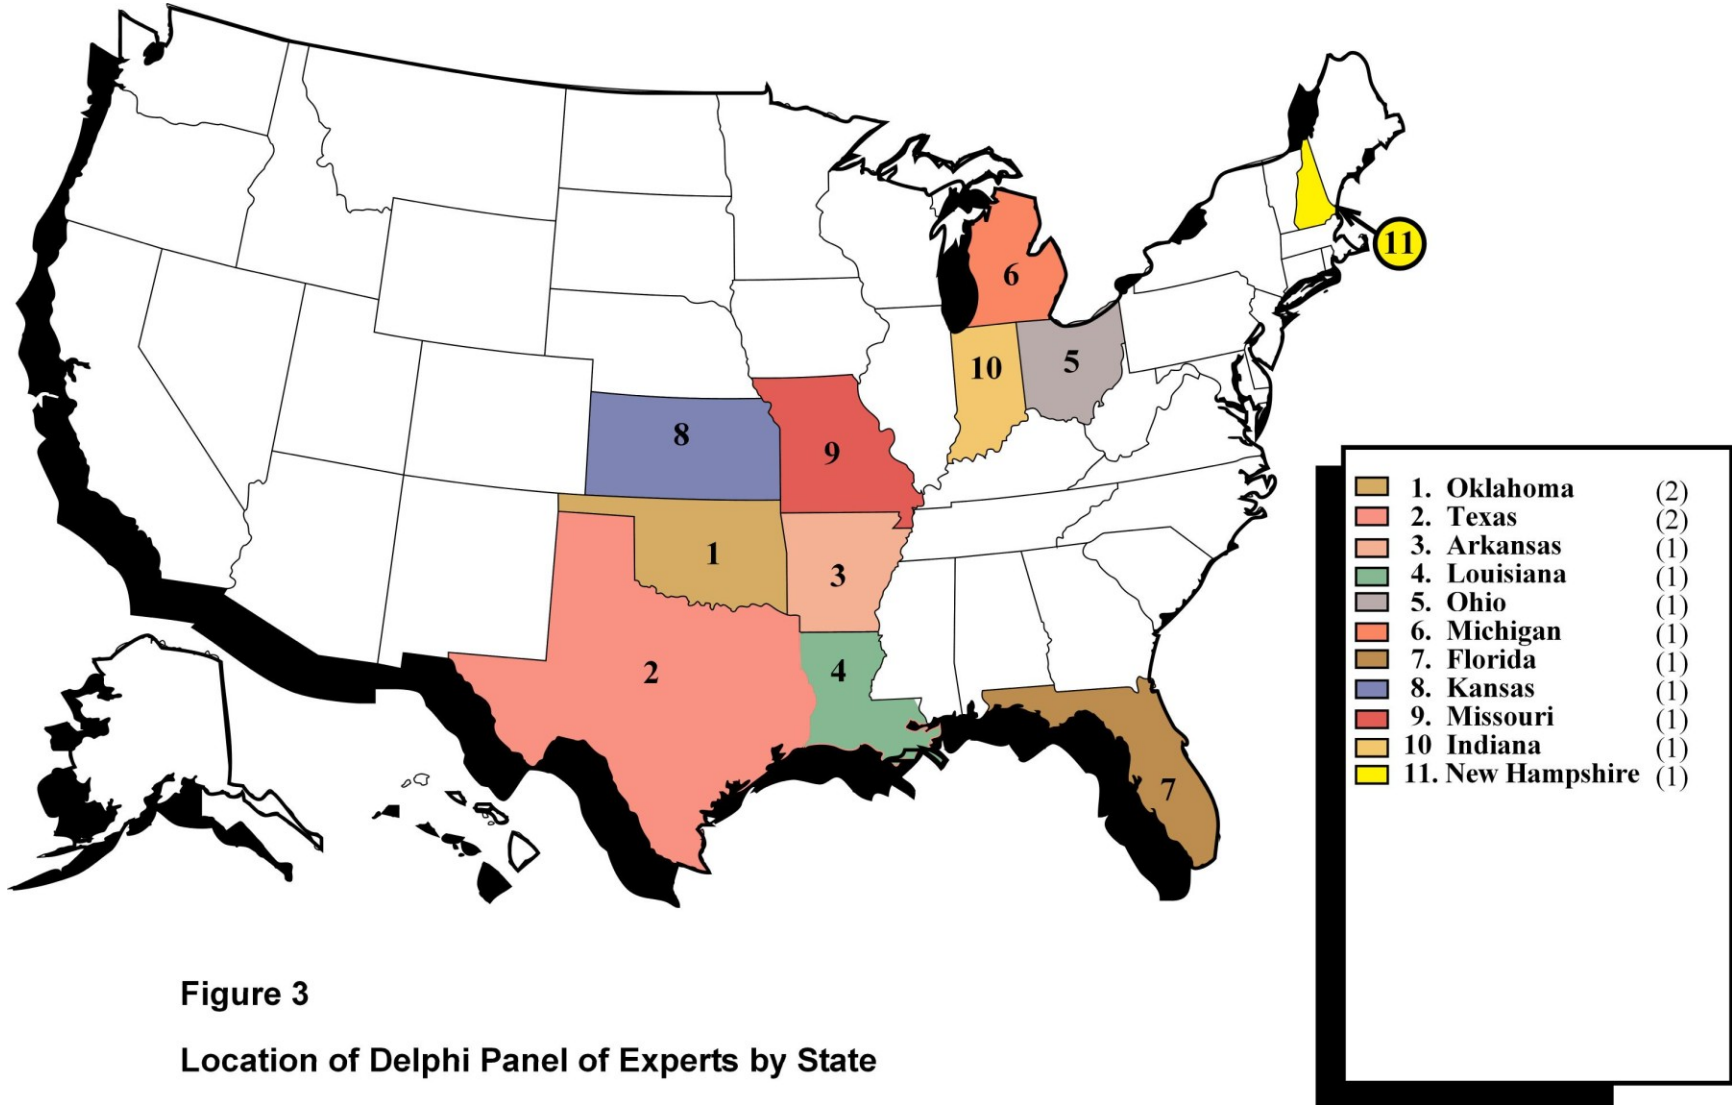 11
6
10
5
8
9
1
3
2
4
7
1. Oklahoma (2)
2. Texas (2)
3. Arkansas (1)
4. Louisiana (1)
5. Ohio (1)
6. Michigan (1)
7. Florida (1)
8. Kansas (1)
9. Missouri (1)
10 Indiana (1)
11. New Hampshire (1)
Figure 3
Location of Delphi Panel of Experts by State